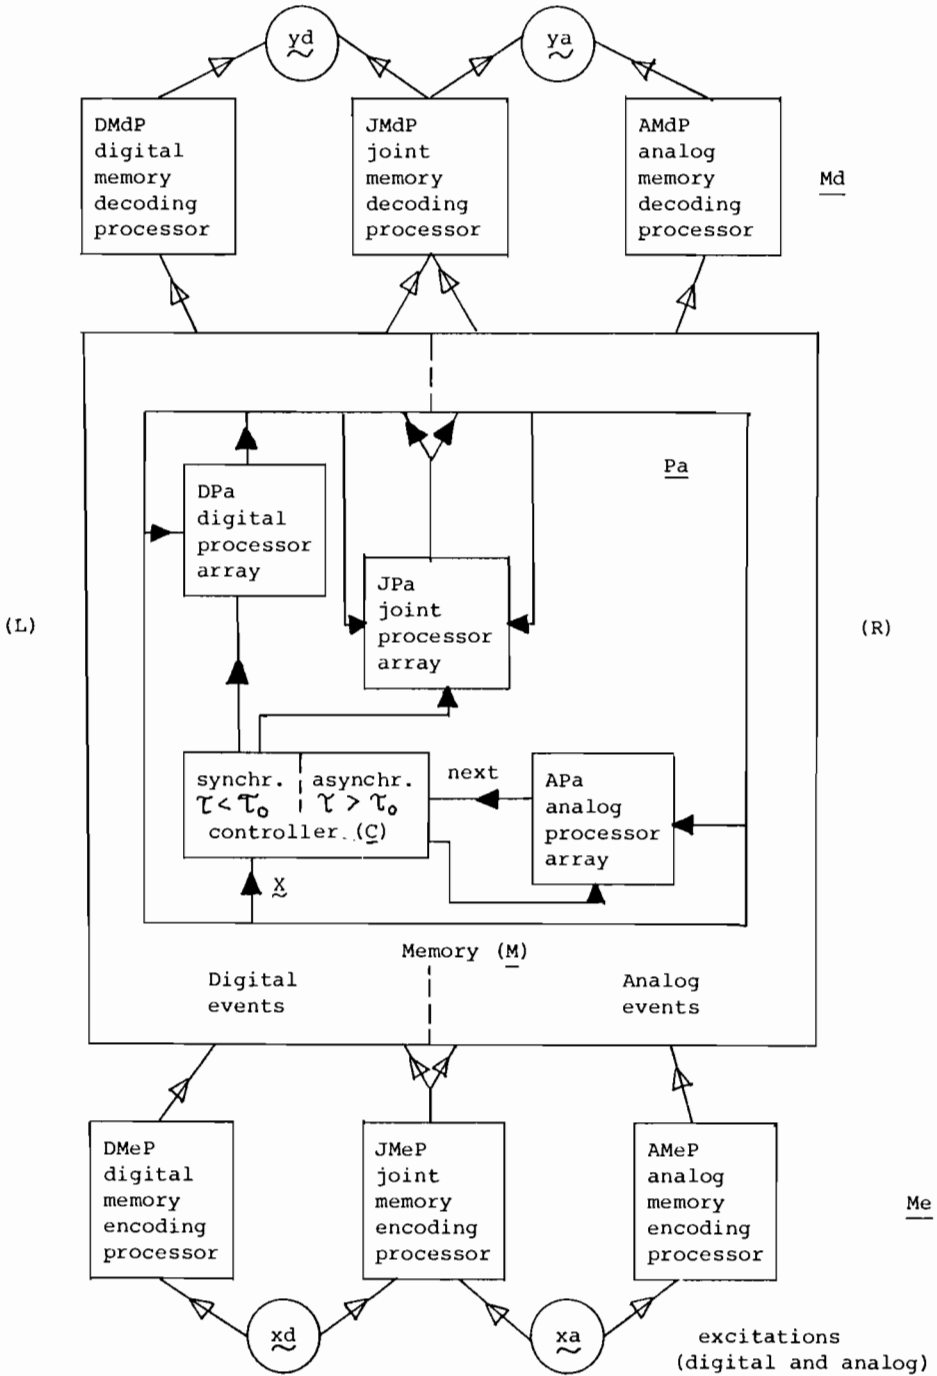 yd
ya
DMdP
digital
memory
decoding
processor
JMdP
joint
memory
decoding
processor
AMdP
analog
memory
decoding
processor
Md
Pa
DPa
digital
processor
array
JPa
joint
processor
array
(L)
(R)
synchr.
τ < τ₀
asynchr.
τ > τ₀
controller (C)
next
APa
analog
processor
array
X
Memory (M)
Digital
events
Analog
events
DMeP
digital
memory
encoding
processor
JMeP
joint
memory
encoding
processor
AMeP
analog
memory
encoding
processor
Me
xd
xa
excitations
(digital and analog)